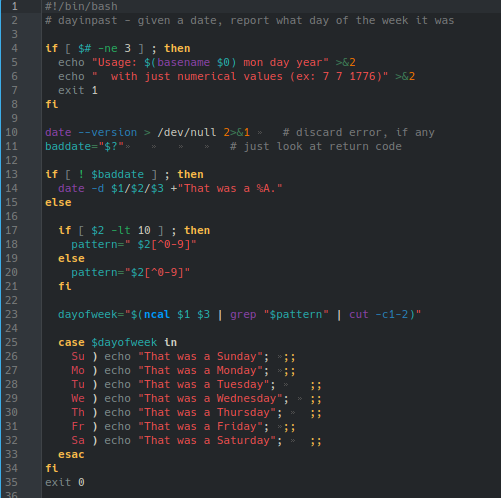 1 #!/bin/bash
2 # dayinpast - given a date, report what day of the week it was
3
4 if [ $# -ne 3 ] ; then
5   echo "Usage: $(basename $0) mon day year" >&2
6   echo "  with just numerical values (ex: 7 7 1776)" >&2
7   exit 1
8 fi
9
10 date --version > /dev/null 2>&1 »   # discard error, if any
11 baddate="$?"»   »   »   »   # just look at return code
12
13 if [ ! $baddate ] ; then
14   date -d $1/$2/$3 +"That was a %A."
15 else
16
17   if [ $2 -lt 10 ] ; then
18     pattern=" $2[^0-9]"
19   else
20     pattern="$2[^0-9]"
21   fi
22
23   dayofweek="$(ncal $1 $3 | grep "$pattern" | cut -c1-2)"
24
25   case $dayofweek in
26     Su ) echo "That was a Sunday"; »;;
27     Mo ) echo "That was a Monday"; »;;
28     Tu ) echo "That was a Tuesday"; »   ;;
29     We ) echo "That was a Wednesday"; » ;;
30     Th ) echo "That was a Thursday"; »  ;;
31     Fr ) echo "That was a Friday"; »;;
32     Sa ) echo "That was a Saturday"; »  ;;
33   esac
34 fi
35 exit 0
36